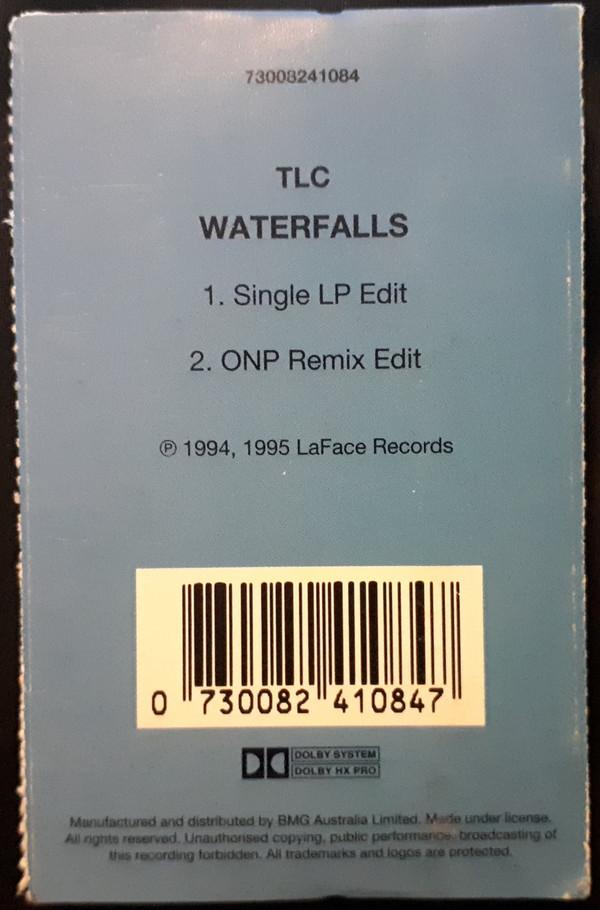 73008241084
TLC
WATERFALLS
1. Single LP Edit
2. ONP Remix Edit
℗ 1994, 1995 LaFace Records
0 730082 410847
DOLBY SYSTEM
DOLBY HX PRO
Manufactured and distributed by BMG Australia Limited. Made under license.
All rights reserved. Unauthorised copying, public performance, broadcasting of
this recording forbidden. All trademarks and logos are protected.